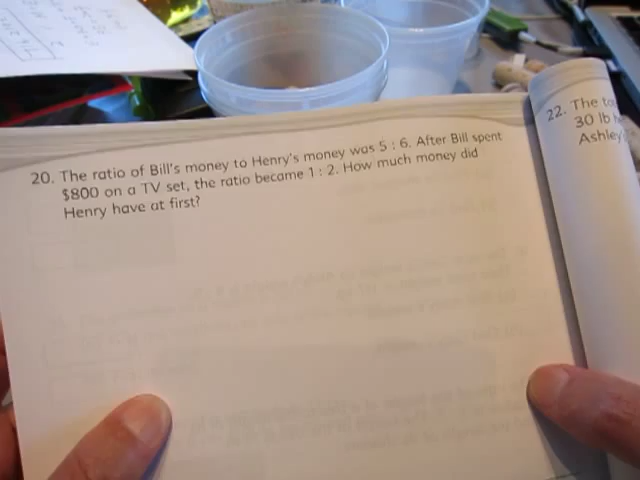 20. The ratio of Bill's money to Henry's money was 5 : 6. After Bill spent
$800 on a TV set, the ratio became 1 : 2. How much money did
Henry have at first?
22. The
30 lb
Ashley